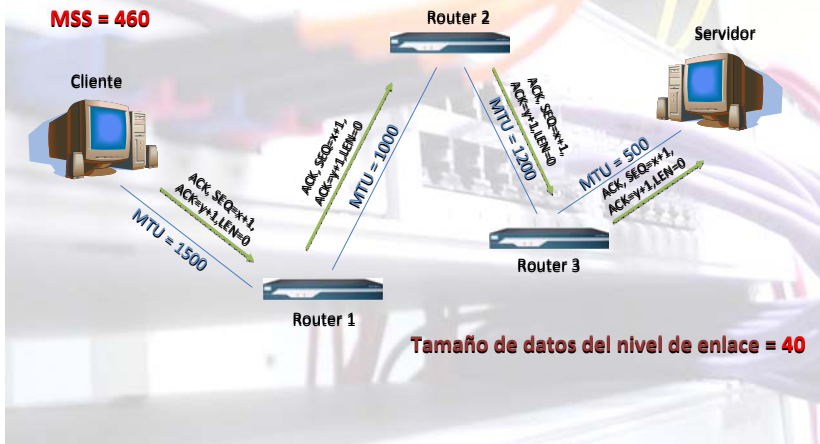 MSS = 460
Router 2
Servidor
Cliente
ACK, SEQ=x+1,
ACK=y+1,LEN=0
MTU = 1500
ACK, SEQ=x+1,
ACK=y+1,LEN=0
MTU = 1000
ACK, SEQ=x+1,
ACK=y+1,LEN=0
MTU = 1200
MTU = 500
ACK, SEQ=x+1,
ACK=y+1,LEN=0
Router 3
Router 1
Tamaño de datos del nivel de enlace = 40